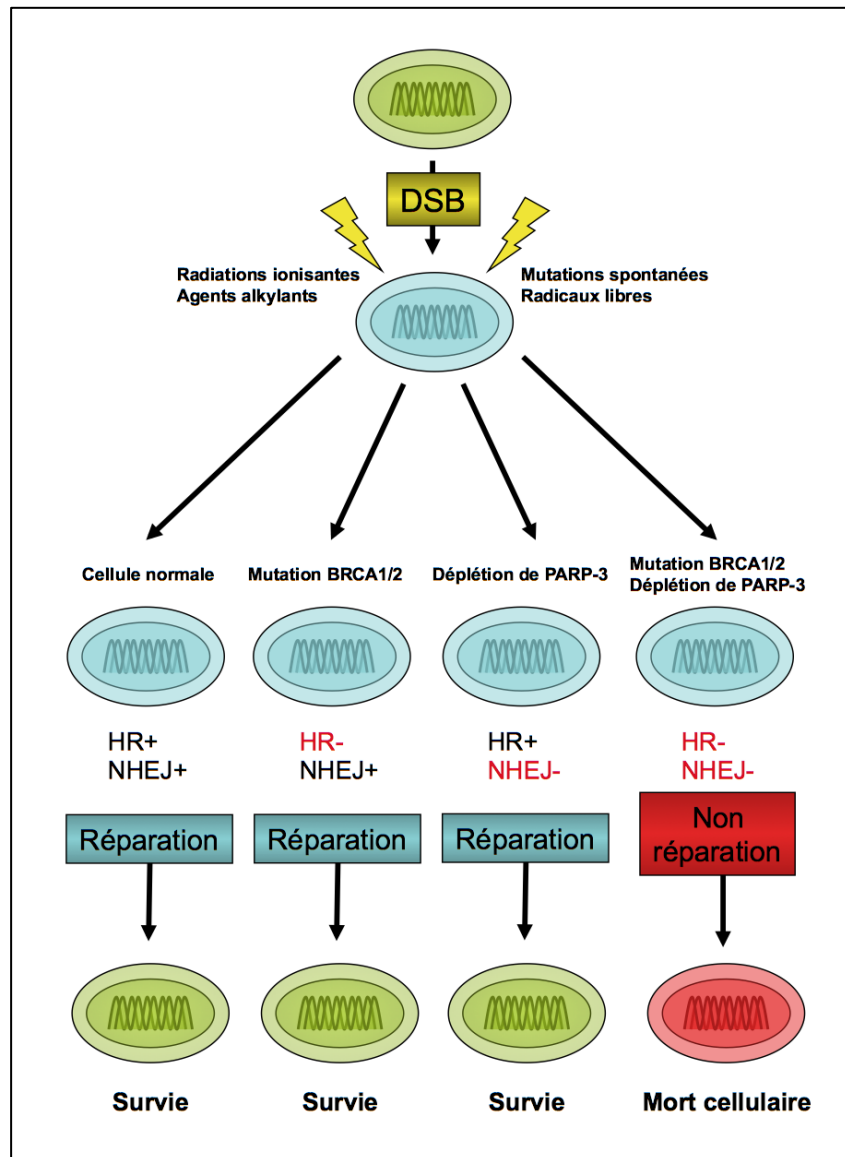 DSB
Radiations ionisantes
Agents alkylants
Mutations spontanées
Radicaux libres
Cellule normale
Mutation BRCA1/2
Déplétion de PARP-3
Mutation BRCA1/2
Déplétion de PARP-3
HR+
NHEJ+
HR-
NHEJ+
HR+
NHEJ-
HR-
NHEJ-
Réparation
Réparation
Réparation
Non
réparation
Survie
Survie
Survie
Mort cellulaire